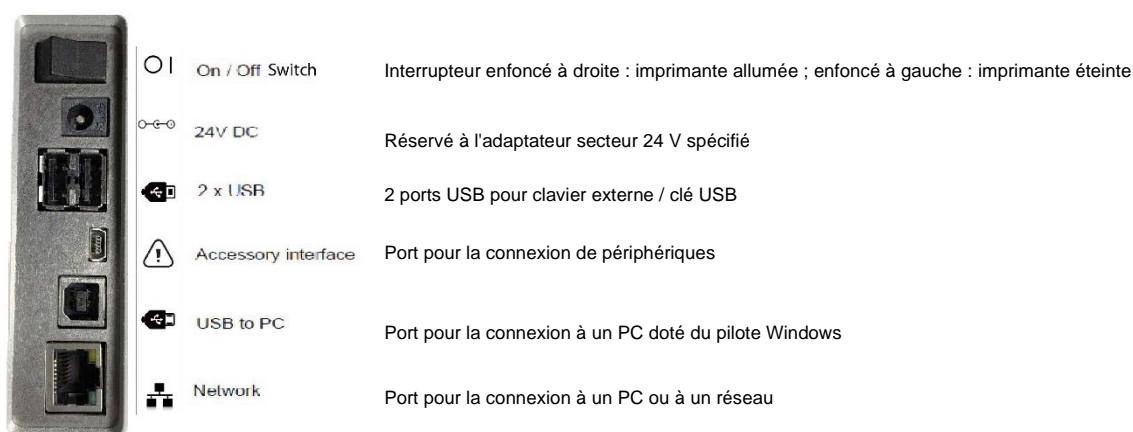 On / Off Switch
Interrupteur enfoncé à droite : imprimante allumée ; enfoncé à gauche : imprimante éteinte
24V DC
Réservé à l'adaptateur secteur 24 V spécifié
2 x USB
2 ports USB pour clavier externe / clé USB
Accessory interface
Port pour la connexion de périphériques
USB to PC
Port pour la connexion à un PC doté du pilote Windows
Network
Port pour la connexion à un PC ou à un réseau